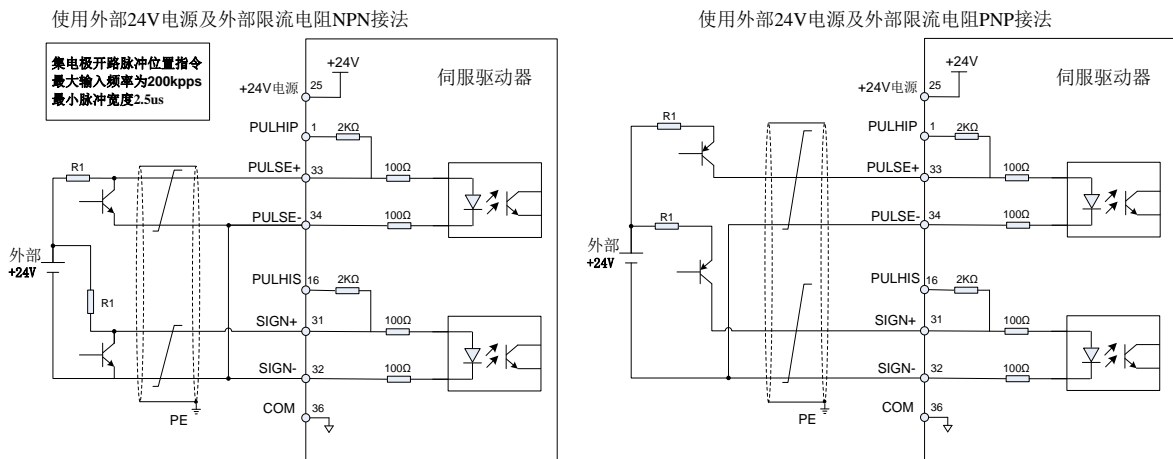 使用外部24V电源及外部限流电阻NPN接法
集电极开路脉冲位置指令
最大输入频率为200kpps
最小脉冲宽度2.5us
+24V
伺服驱动器
+24V电源
25
PULHIP
1
2KΩ
R1
PULSE+
33
100Ω
PULSE-
34
100Ω
外部
+24V
PULHIS
16
2KΩ
R1
SIGN+
31
100Ω
SIGN-
32
100Ω
COM
36
PE
使用外部24V电源及外部限流电阻PNP接法
+24V
伺服驱动器
+24V电源
25
R1
PULHIP
1
2KΩ
PULSE+
33
100Ω
R1
PULSE-
34
100Ω
外部
+24V
PULHIS
16
2KΩ
SIGN+
31
100Ω
SIGN-
32
100Ω
COM
36
PE